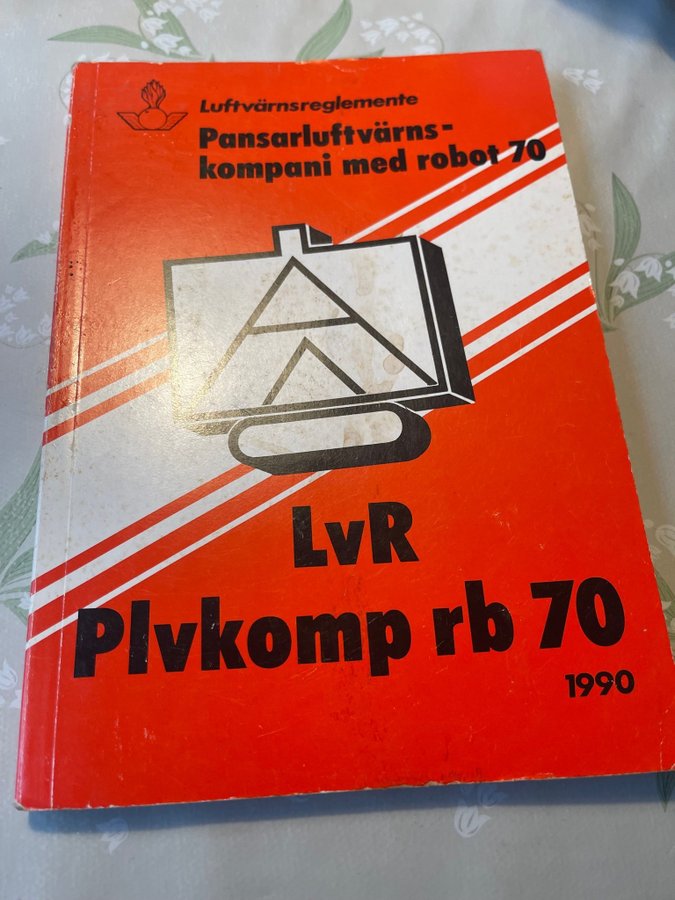 Luftvärnsreglemente
Pansarluftvärns-
kompani med robot 70
LvR
Plvkomp rb 70
1990